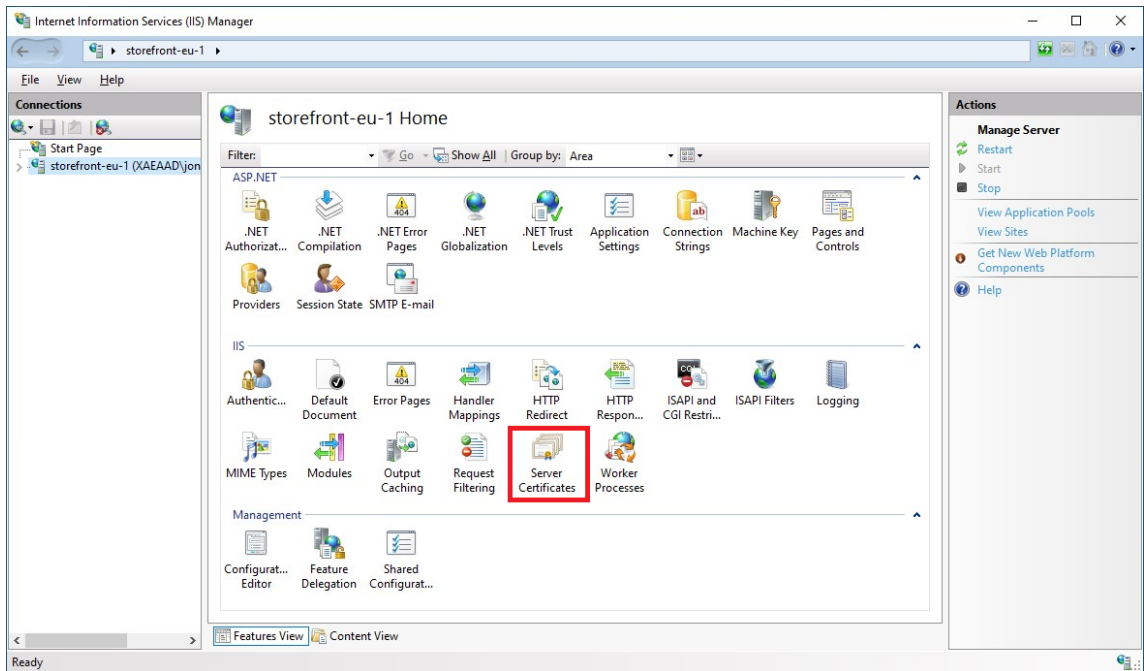 Internet Information Services (IIS) Manager
storefront-eu-1
File View Help
Connections
Start Page
storefront-eu-1 (XAEAAD\jon
storefront-eu-1 Home
Filter: Go Show All Group by: Area
ASP.NET
.NET Authorizat...
.NET Compilation
.NET Error Pages
.NET Globalization
.NET Trust Levels
Application Settings
Connection Strings
Machine Key
Pages and Controls
Providers
Session State
SMTP E-mail
IIS
Authentic...
Default Document
Error Pages
Handler Mappings
HTTP Redirect
HTTP Respon...
ISAPI and CGI Restri...
ISAPI Filters
Logging
MIME Types
Modules
Output Caching
Request Filtering
Server Certificates
Worker Processes
Management
Configurat... Editor
Feature Delegation
Shared Configurat...
Features View
Content View
Actions
Manage Server
Restart
Start
Stop
View Application Pools
View Sites
Get New Web Platform
Components
Help
Ready